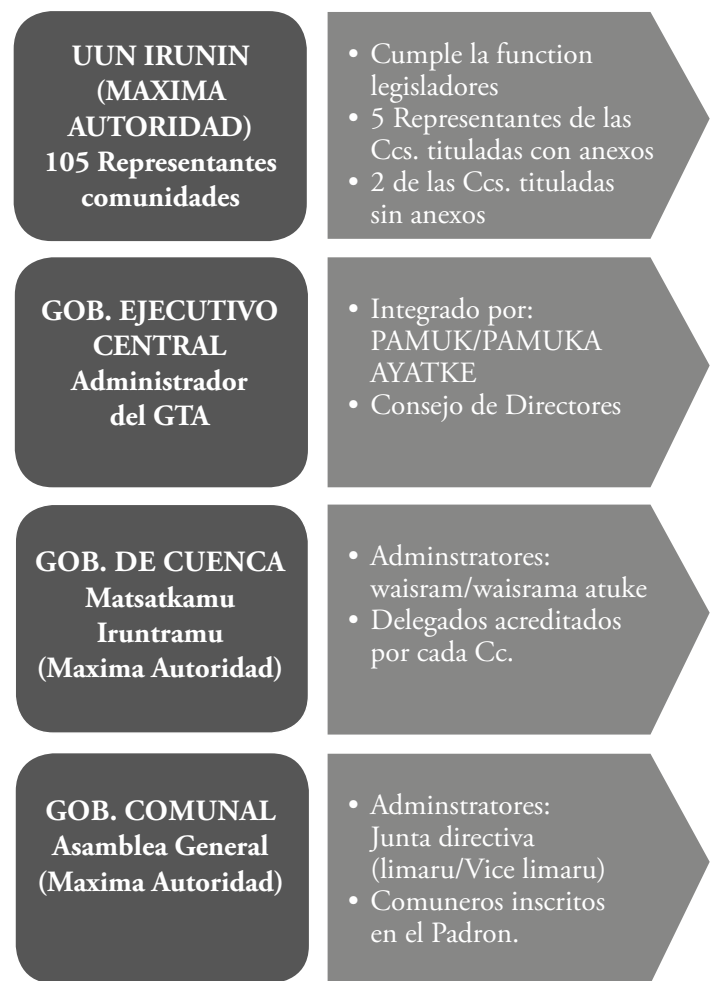 UUN IRUNIN
(MAXIMA
AUTORIDAD)
105 Representantes
comunidades
• Cumple la function
legisladores
• 5 Representantes de las
Ccs. tituladas con anexos
• 2 de las Ccs. tituladas
sin anexos
GOB. EJECUTIVO
CENTRAL
Administrador
del GTA
• Integrado por:
PAMUK/PAMUKA
AYATKE
• Consejo de Directores
GOB. DE CUENCA
Matsatkamu
Iruntramu
(Maxima Autoridad)
• Adminstratores:
waisram/waisrama atuke
• Delegados acreditados
por cada Cc.
GOB. COMUNAL
Asamblea General
(Maxima Autoridad)
• Adminstratores:
Junta directiva
(limaru/Vice limaru)
• Comuneros inscritos
en el Padron.